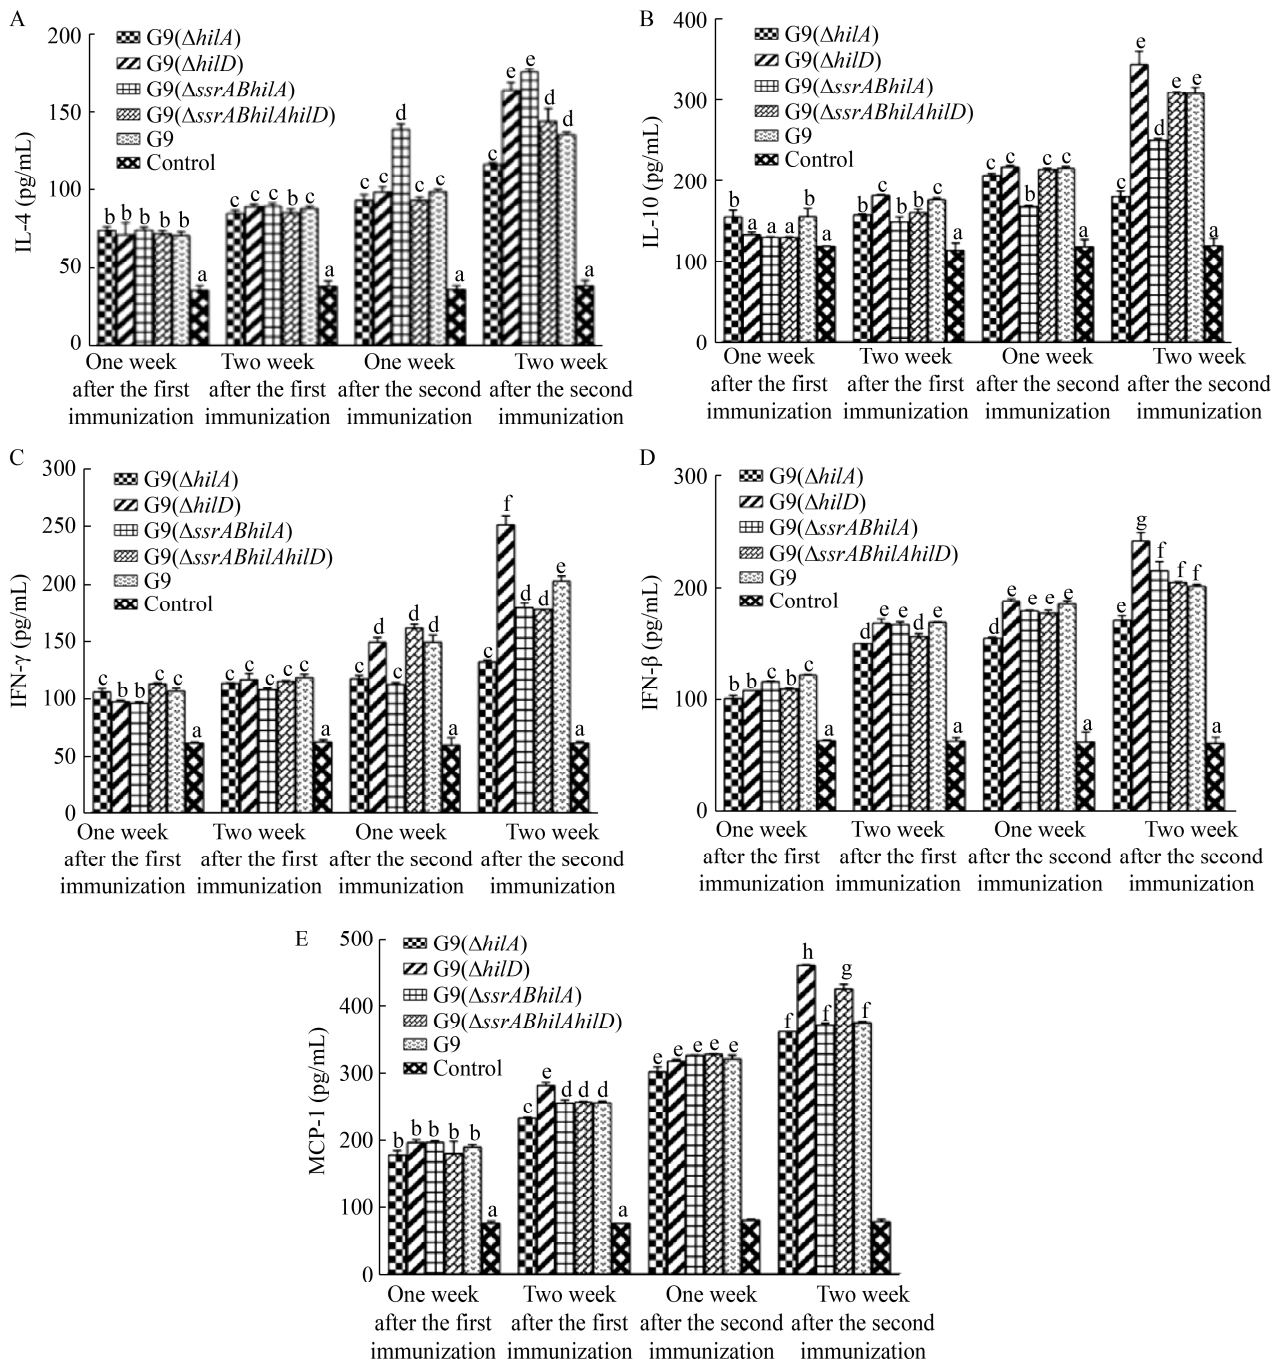 A
200
150
100
50
0
IL-4 (pg/mL)
G9(ΔhilA)
G9(ΔhilD)
G9(ΔssrABhilA)
G9(ΔssrABhilAhilD)
G9
Control
b b b b b a
c c c b c a
c c d c c a
c e e d d a
One week Two week One week Two week
after the first after the first after the second after the second
immunization immunization immunization immunization
B
400
300
200
100
0
IL-10 (pg/mL)
G9(ΔhilA)
G9(ΔhilD)
G9(ΔssrABhilA)
G9(ΔssrABhilAhilD)
G9
Control
b a a a b a
b c b b c a
c c b c c a
c e d e e a
One week Two week One week Two week
after the first after the first after the second after the second
immunization immunization immunization immunization
C
300
250
200
150
100
50
0
IFN-γ (pg/mL)
G9(ΔhilA)
G9(ΔhilD)
G9(ΔssrABhilA)
G9(ΔssrABhilAhilD)
G9
Control
c b b c c a
c c c c c a
c d c d d a
c f d d e a
One week Two week One week Two week
after the first after the first after the second after the second
immunization immunization immunization immunization
D
300
200
100
0
IFN-β (pg/mL)
G9(ΔhilA)
G9(ΔhilD)
G9(ΔssrABhilA)
G9(ΔssrABhilAhilD)
G9
Control
b b c b c a
d e e d e a
d e e e e a
e g f f f a
One week Two week One week Two week
after the first after the first after the second after the second
immunization immunization immunization immunization
E
500
400
300
200
100
0
MCP-1 (pg/mL)
G9(ΔhilA)
G9(ΔhilD)
G9(ΔssrABhilA)
G9(ΔssrABhilAhilD)
G9
Control
b b b b b a
c e d d d a
e e e e e
f h f g f
One week Two week One week Two week
after the first after the first after the second after the second
immunization immunization immunization immunization